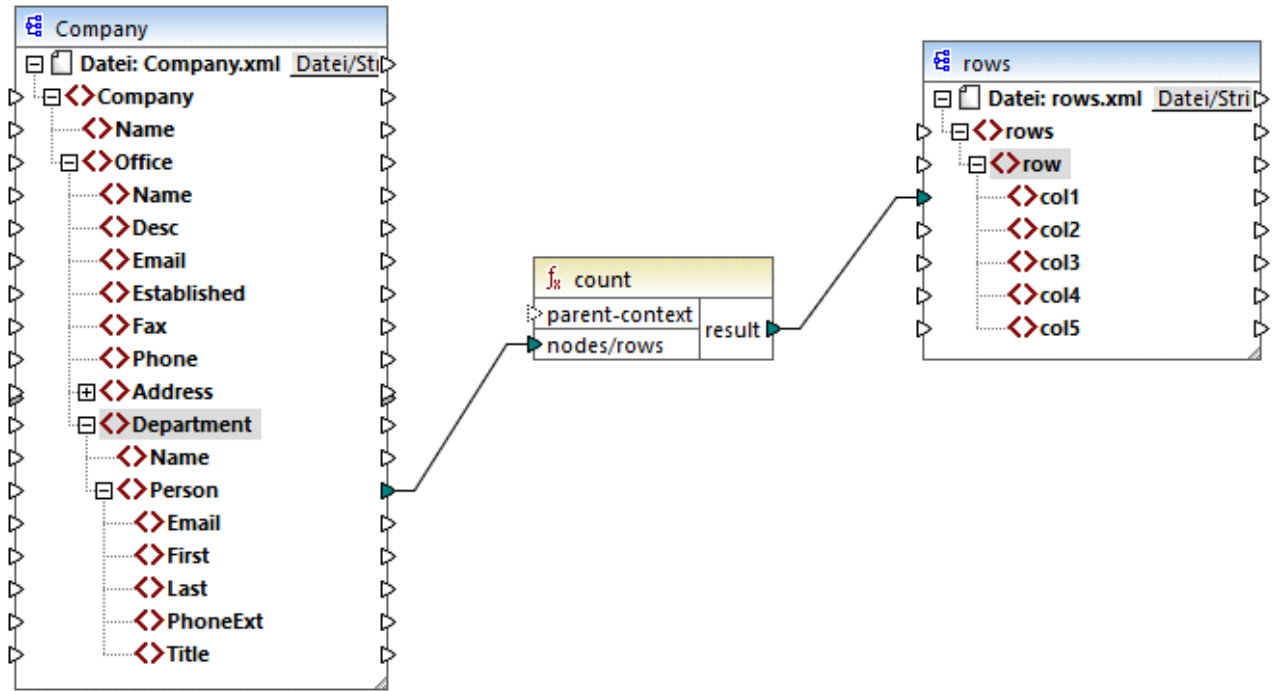 Company
Datei: Company.xml Datei/Stri
Company
Name
Office
Name
Desc
Email
Established
Fax
Phone
Address
Department
Name
Person
Email
First
Last
PhoneExt
Title
fx count
parent-context
nodes/rows
result
rows
Datei: rows.xml Datei/Stri
rows
row
col1
col2
col3
col4
col5